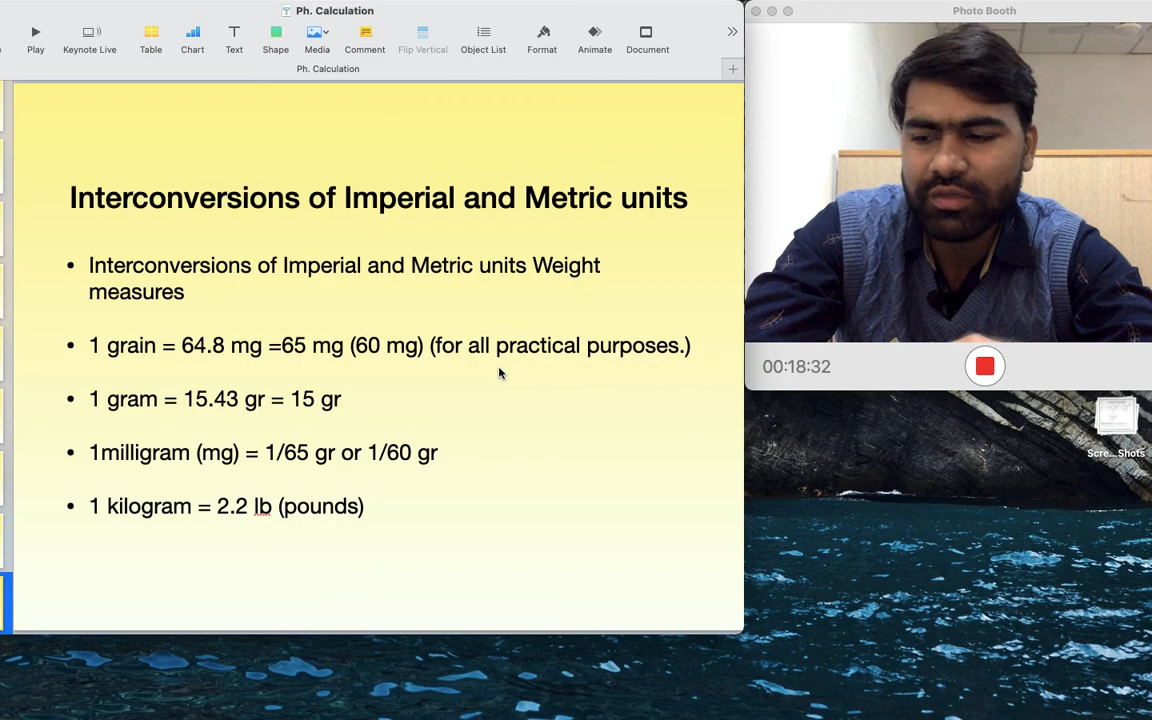 Ph. Calculation
Play
Keynote Live
Table
Chart
Text
Shape
Media
Comment
Flip Vertical
Object List
Format
Animate
Document
Ph. Calculation
Interconversions of Imperial and Metric units
• Interconversions of Imperial and Metric units Weight
measures
• 1 grain = 64.8 mg =65 mg (60 mg) (for all practical purposes.)
• 1 gram = 15.43 gr = 15 gr
• 1milligram (mg) = 1/65 gr or 1/60 gr
• 1 kilogram = 2.2 lb (pounds)
Photo Booth
00:18:32
Scre...Shots